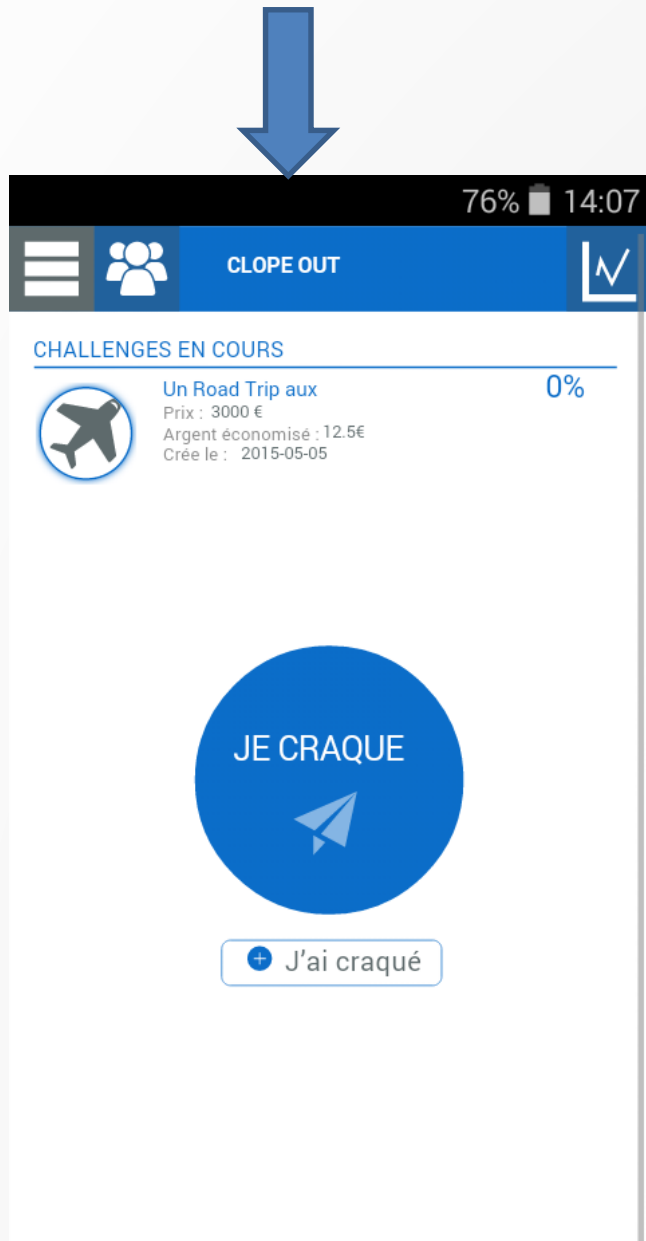 76% 14:07
CLOPE OUT
CHALLENGES EN COURS
Un Road Trip aux 0%
Prix : 3000 €
Argent économisé : 12.5€
Crée le : 2015-05-05
JE CRAQUE
J'ai craqué